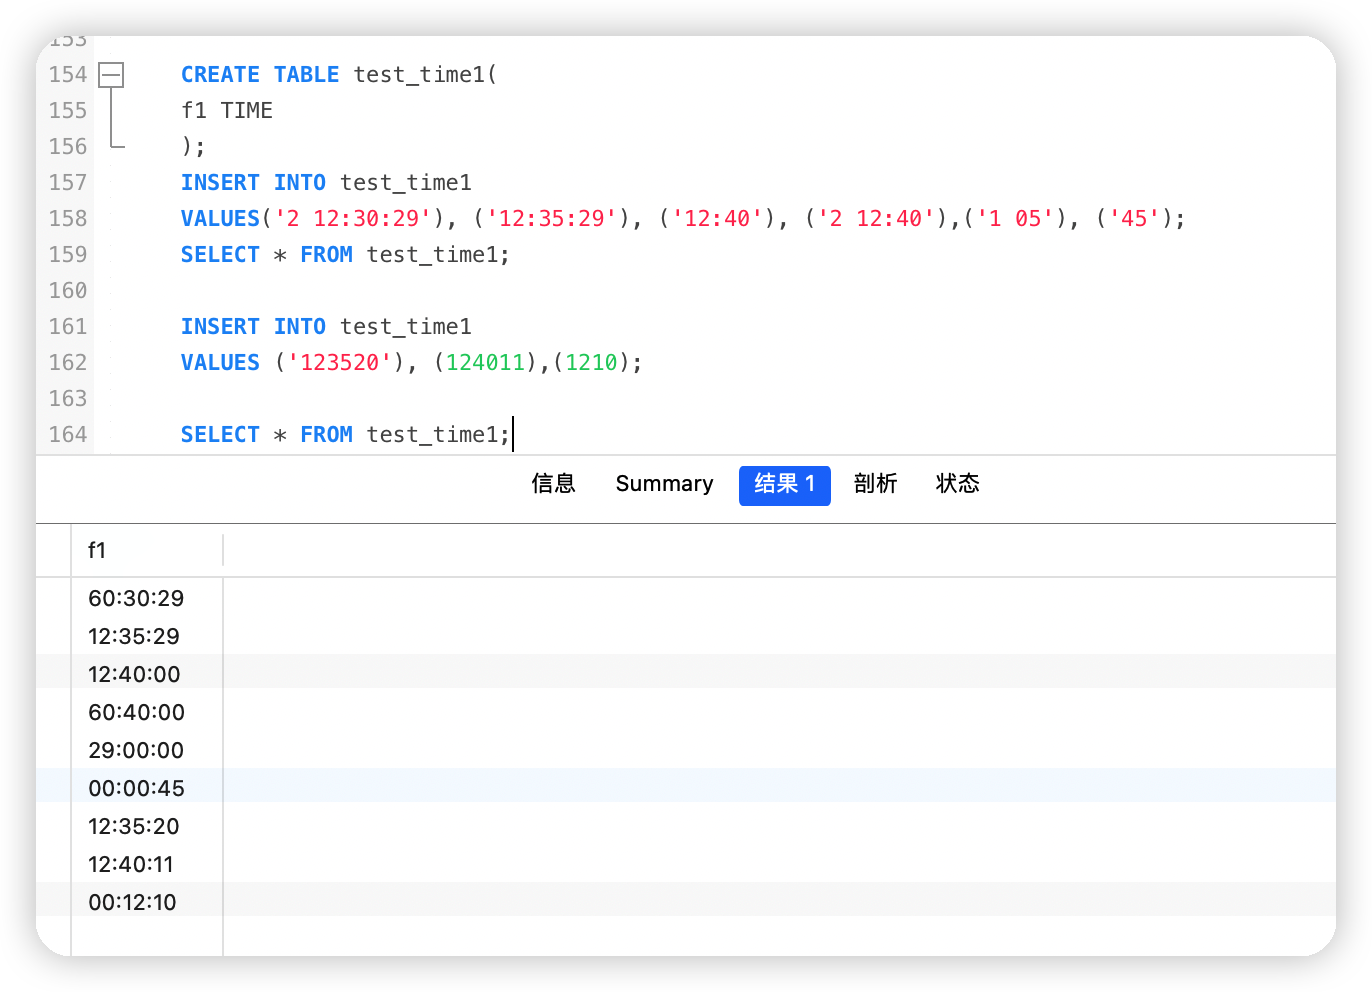 153
154 CREATE TABLE test_time1(
155 f1 TIME
156 );
157 INSERT INTO test_time1
158 VALUES('2 12:30:29'), ('12:35:29'), ('12:40'), ('2 12:40'),('1 05'), ('45');
159 SELECT * FROM test_time1;
160
161 INSERT INTO test_time1
162 VALUES ('123520'), (124011),(1210);
163
164 SELECT * FROM test_time1;
信息 Summary 结果 1 剖析 状态
f1
60:30:29
12:35:29
12:40:00
60:40:00
29:00:00
00:00:45
12:35:20
12:40:11
00:12:10